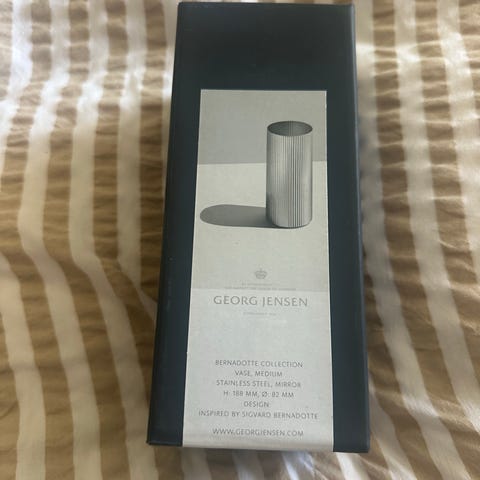 GEORG JENSEN
BERNADOTTE COLLECTION
VASE, MEDIUM
STAINLESS STEEL, MIRROR
H: 188 MM, Ø: 82 MM
DESIGN:
INSPIRED BY SIGVARD BERNADOTTE
WWW.GEORGJENSEN.COM